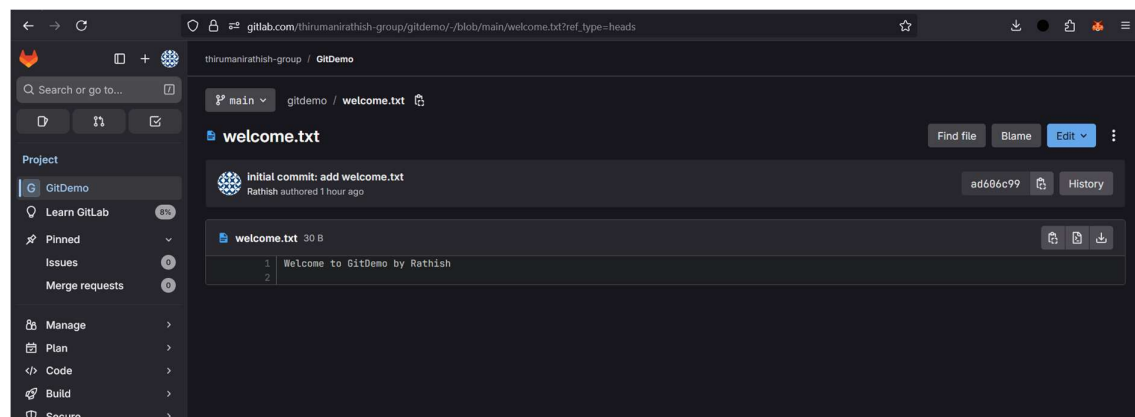 gitlab.com/thirumanirathish-group/gitdemo/-/blob/main/welcome.txt?ref_type=heads
thirumanirathish-group / GitDemo
Search or go to... /
main gitdemo / welcome.txt
welcome.txt Find file Blame Edit
Project
initial commit: add welcome.txt
Rathish authored 1 hour ago
ad606c99 History
G GitDemo
Learn GitLab 8%
Pinned
Issues 0
Merge requests 0
welcome.txt 30 B
1 Welcome to GitDemo by Rathish
2
Manage
Plan
Code
Build
Secure